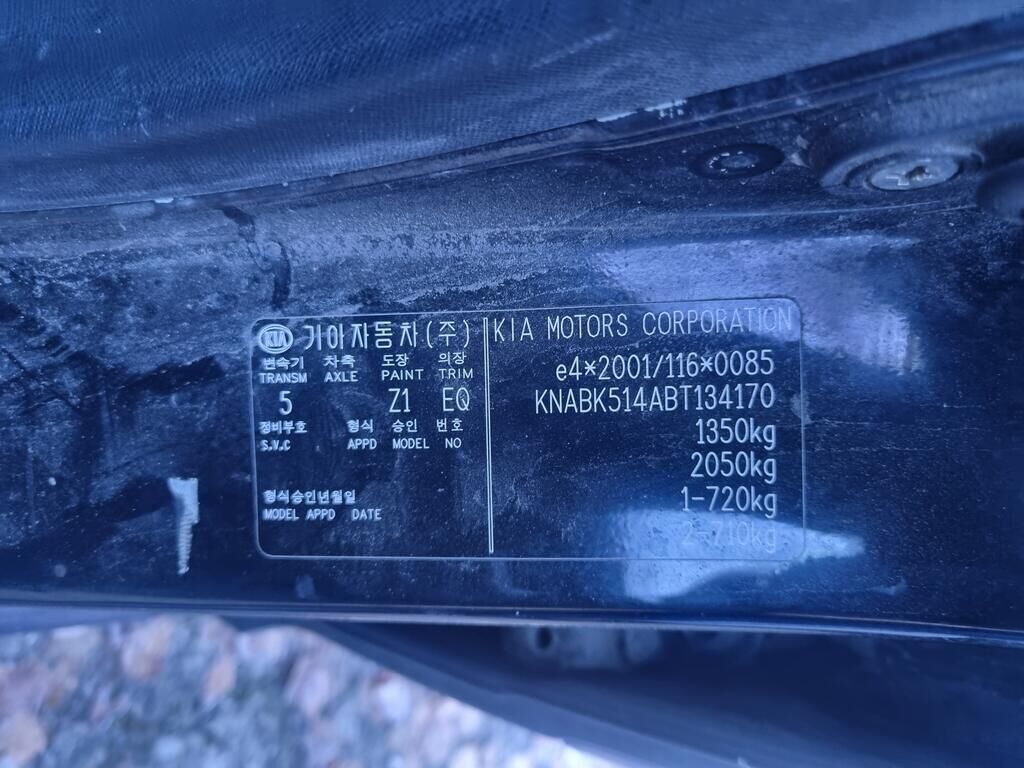 KIA 기아자동차(주)
변속기 차축 도장 의장
TRANSM AXLE PAINT TRIM
5 Z1 EQ
정비부호 형식 승인 번호
S.V.C APPD MODEL NO
형식승인년월일
MODEL APPD DATE
KIA MOTORS CORPORATION
e4*2001/116*0085
KNABK514ABT134170
1350kg
2050kg
1-720kg
2-710kg